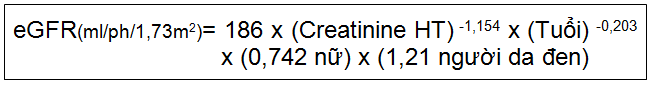 eGFR(ml/ph/1,73m²)= 186 x (Creatinine HT) -1,154 x (Tuổi) -0,203
x (0,742 nữ) x (1,21 người da đen)